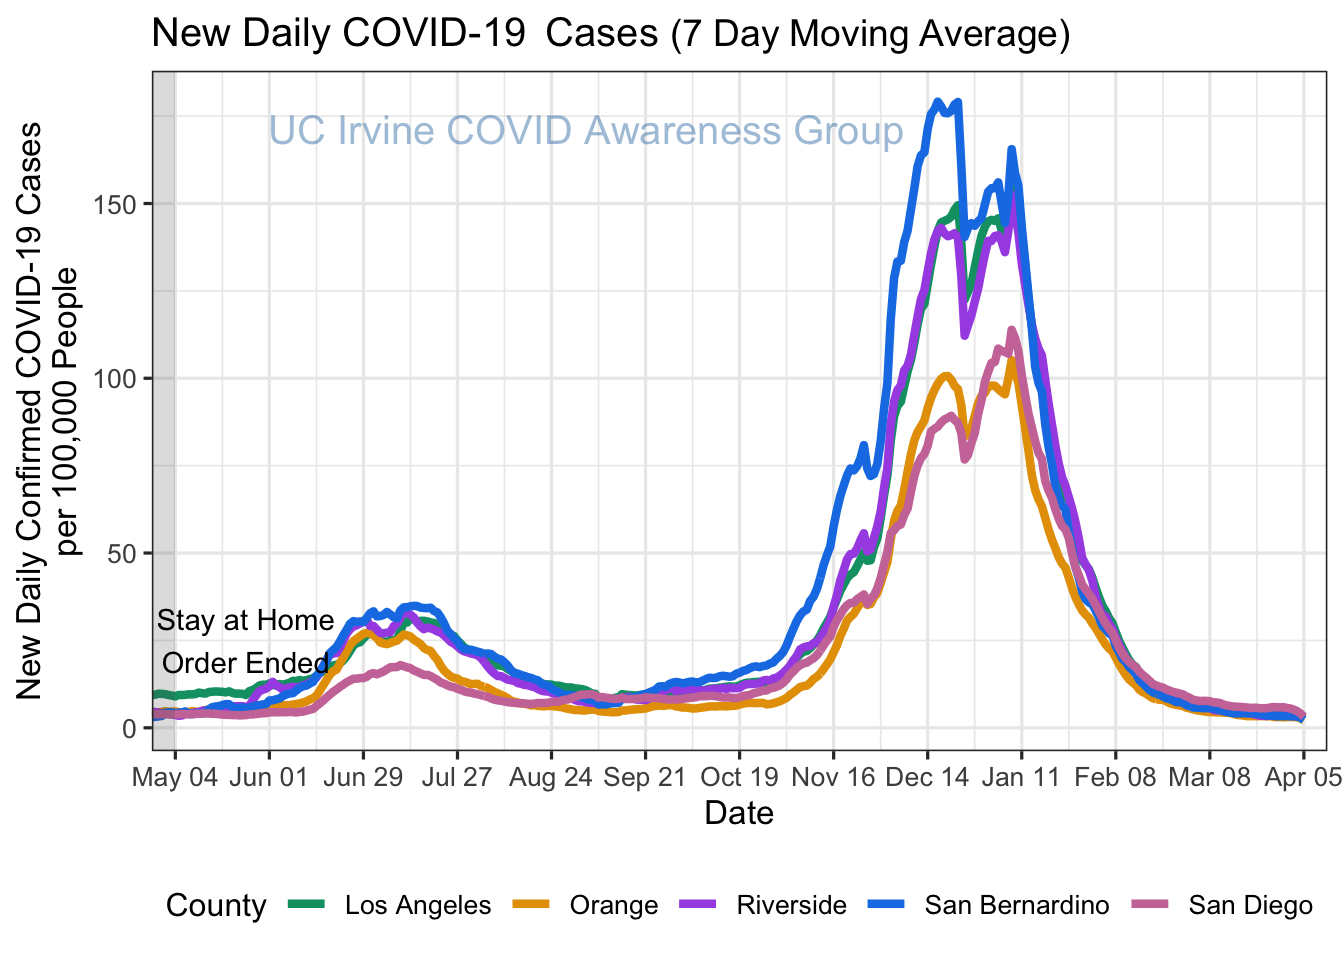 New Daily COVID-19  Cases (7 Day Moving Average)
UC Irvine COVID Awareness Group
New Daily Confirmed COVID-19 Cases
per 100,000 People
150
100
50
0
Stay at Home
Order Ended
May 04 Jun 01 Jun 29 Jul 27 Aug 24 Sep 21 Oct 19 Nov 16 Dec 14 Jan 11 Feb 08 Mar 08 Apr 05
Date
County Los Angeles Orange Riverside San Bernardino San Diego